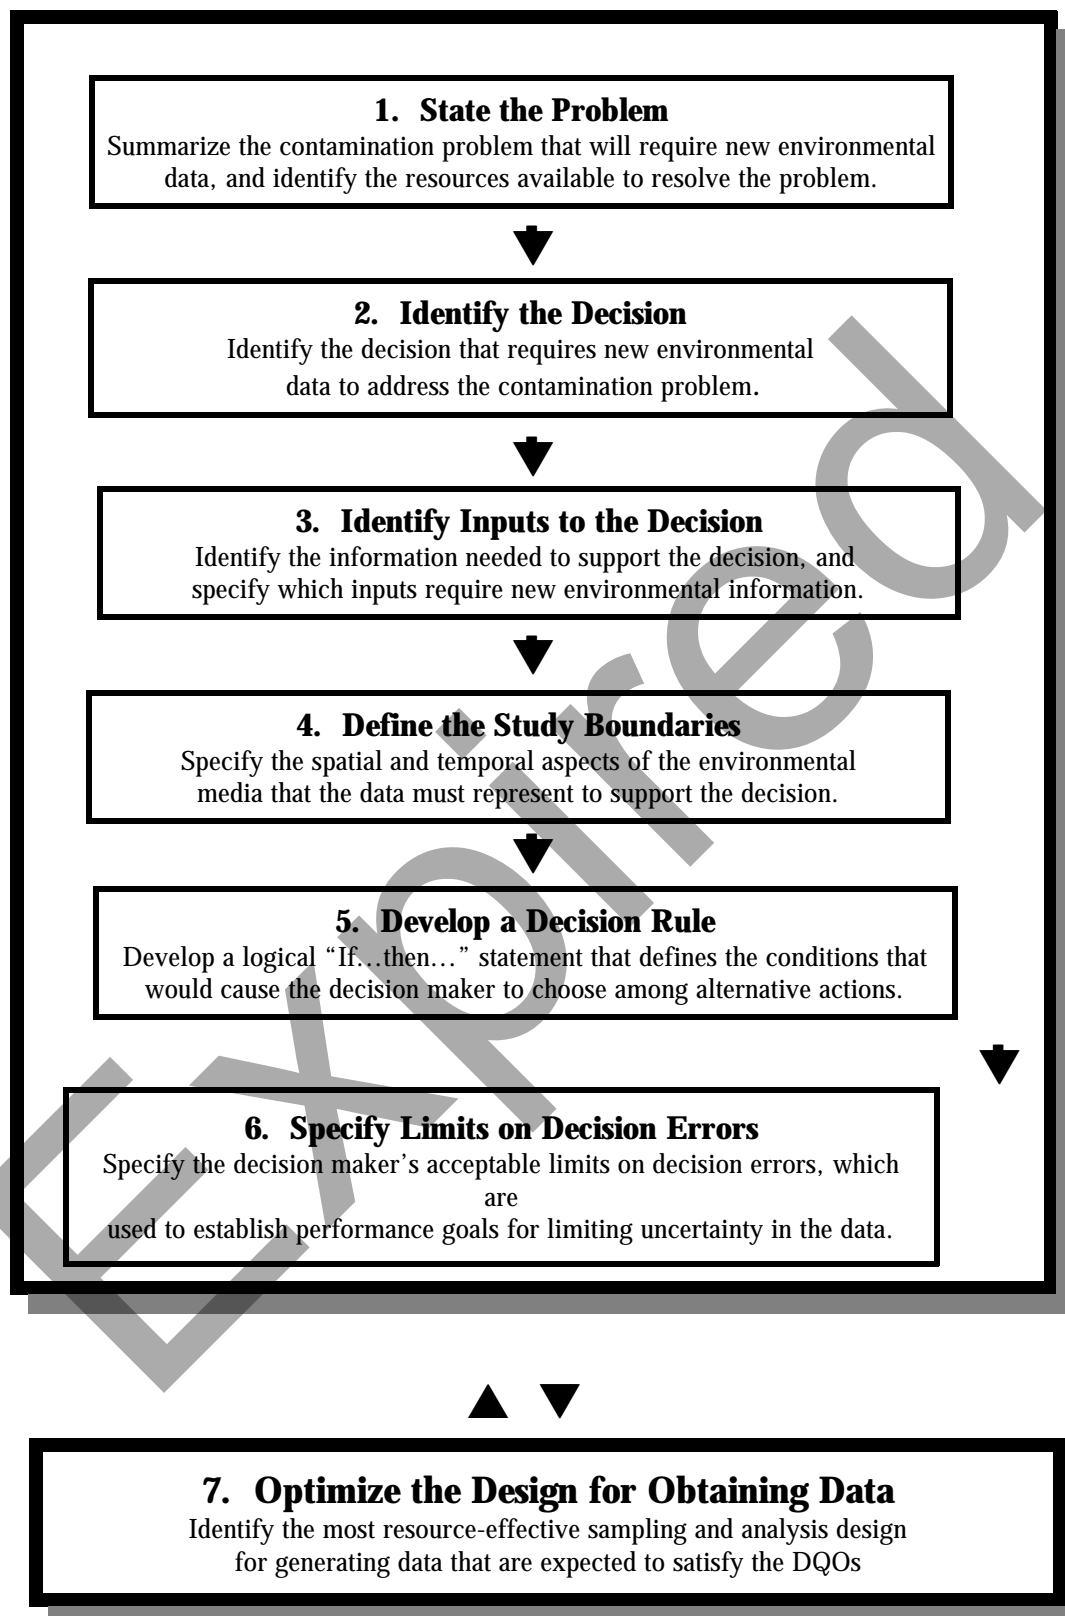 1. State the Problem
Summarize the contamination problem that will require new environmental
data, and identify the resources available to resolve the problem.
2. Identify the Decision
Identify the decision that requires new environmental
data to address the contamination problem.
3. Identify Inputs to the Decision
Identify the information needed to support the decision, and
specify which inputs require new environmental information.
4. Define the Study Boundaries
Specify the spatial and temporal aspects of the environmental
media that the data must represent to support the decision.
5. Develop a Decision Rule
Develop a logical “If…then…” statement that defines the conditions that
would cause the decision maker to choose among alternative actions.
6. Specify Limits on Decision Errors
Specify the decision maker’s acceptable limits on decision errors, which
are
used to establish performance goals for limiting uncertainty in the data.
7. Optimize the Design for Obtaining Data
Identify the most resource-effective sampling and analysis design
for generating data that are expected to satisfy the DQOs
Expired